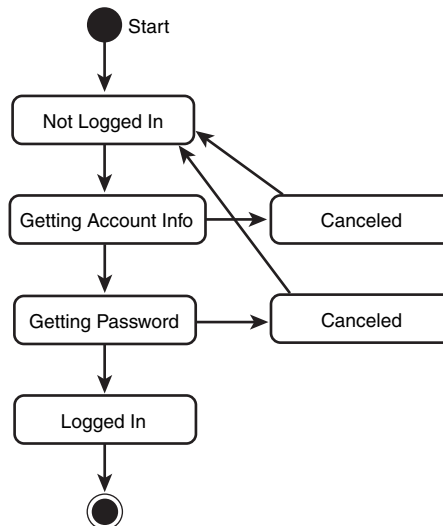 Start
Not Logged In
Getting Account Info
Canceled
Getting Password
Canceled
Logged In